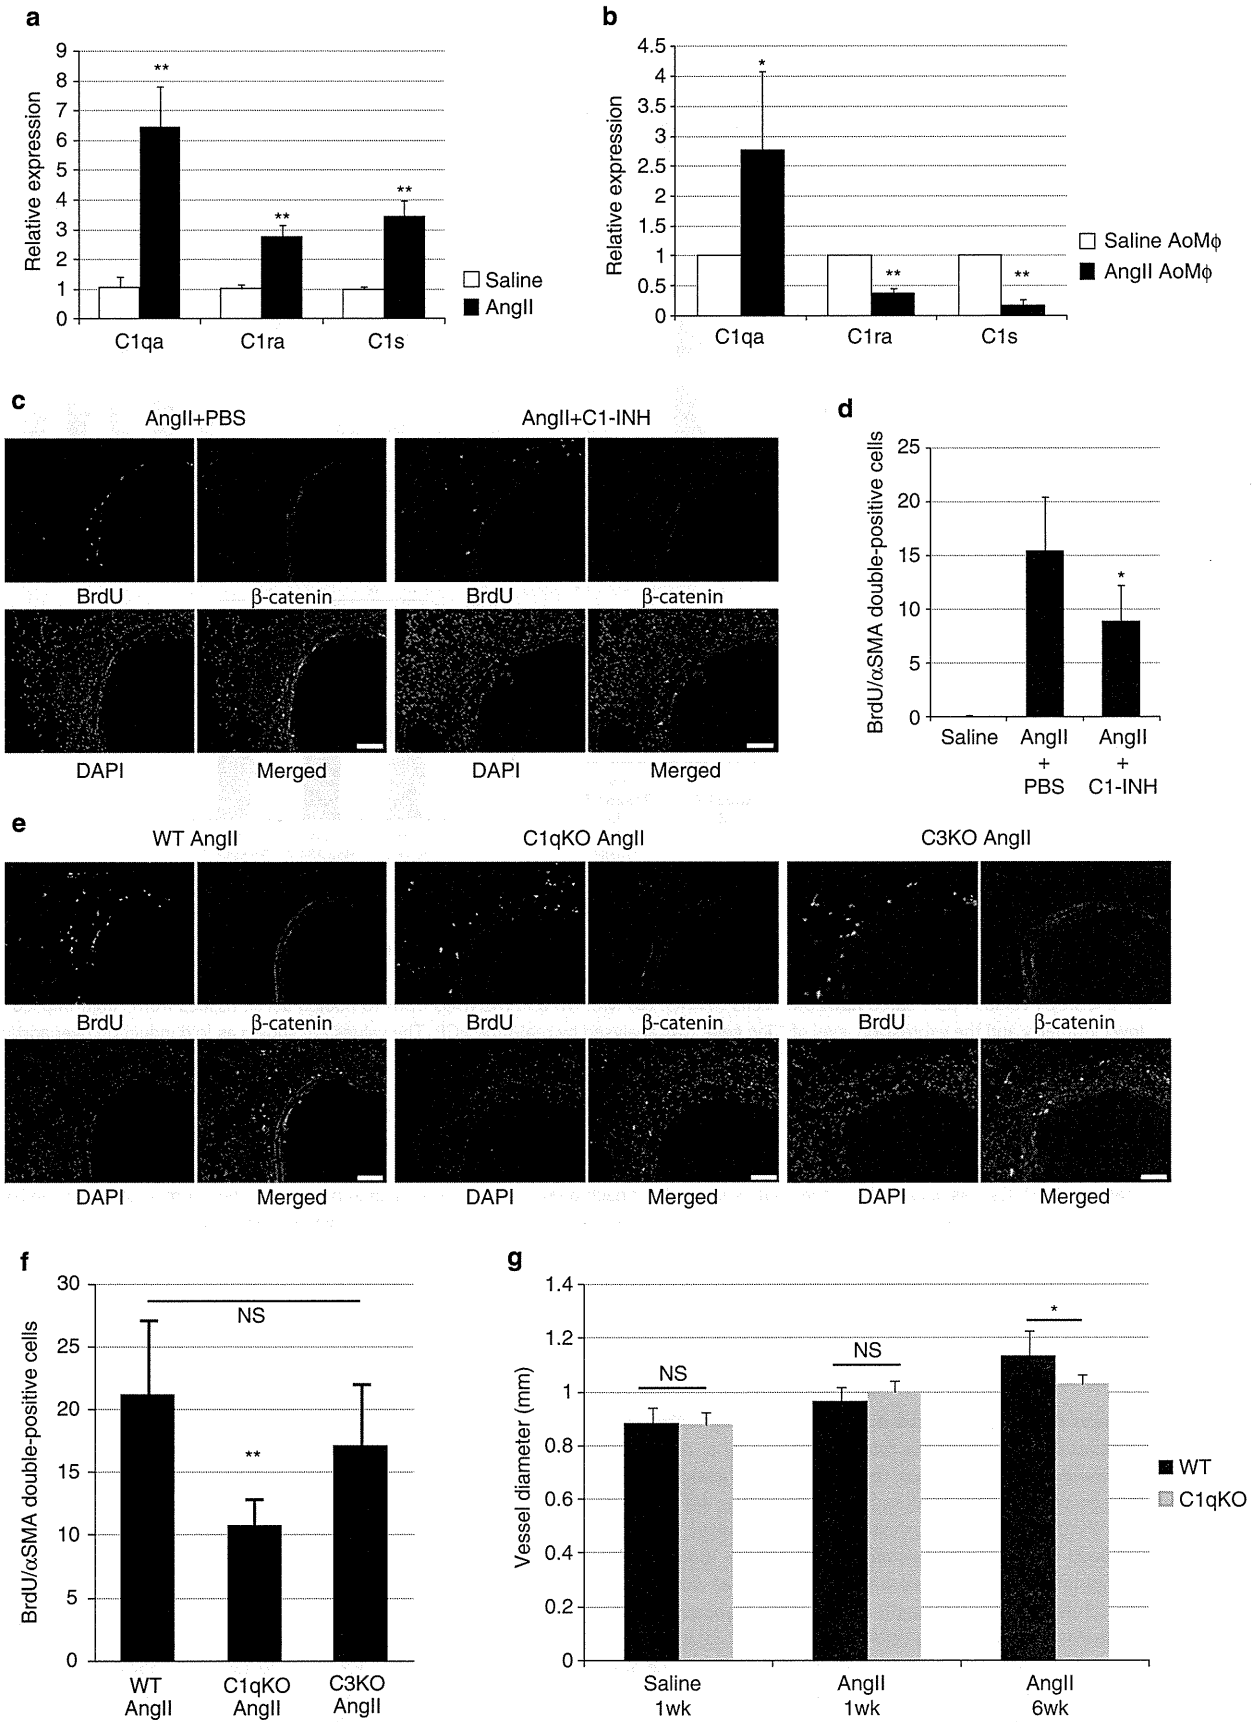 a
9
8
7
6
5
4
3
2
1
0
Relative expression
**
**
**
C1qa
C1ra
C1s
Saline
AngII
b
4.5
4
3.5
3
2.5
2
1.5
1
0.5
0
Relative expression
*
**
**
C1qa
C1ra
C1s
Saline AoMϕ
AngII AoMϕ
c
AngII+PBS
AngII+C1-INH
BrdU
β-catenin
BrdU
β-catenin
DAPI
Merged
DAPI
Merged
d
25
20
15
10
5
0
BrdU/αSMA double-positive cells
*
Saline
AngII
+
PBS
AngII
+
C1-INH
e
WT AngII
C1qKO AngII
C3KO AngII
BrdU
β-catenin
BrdU
β-catenin
BrdU
β-catenin
DAPI
Merged
DAPI
Merged
DAPI
Merged
f
30
25
20
15
10
5
0
BrdU/αSMA double-positive cells
NS
**
WT
AngII
C1qKO
AngII
C3KO
AngII
g
1.4
1.2
1
0.8
0.6
0.4
0.2
0
Vessel diameter (mm)
NS
NS
*
Saline
1wk
AngII
1wk
AngII
6wk
WT
C1qKO